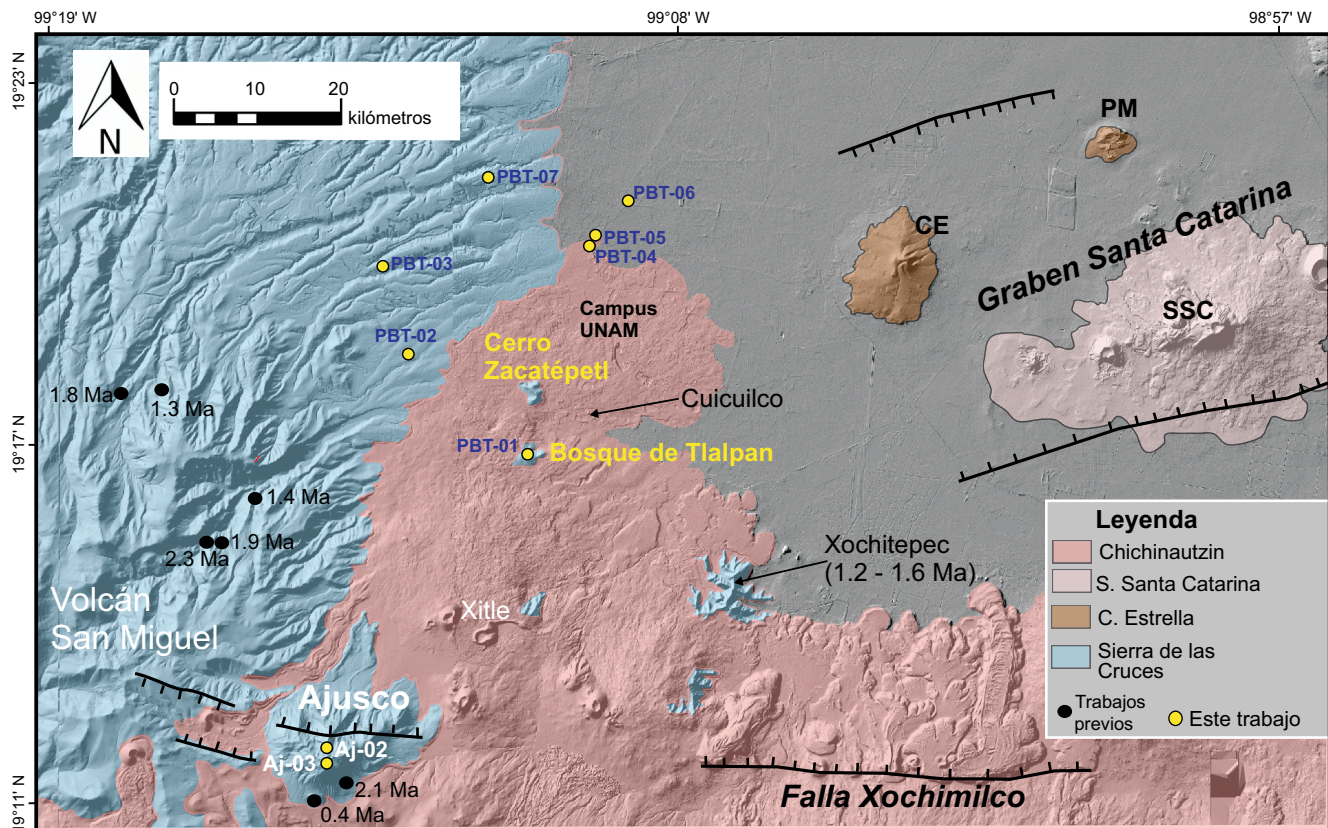 99°19' W
99°08' W
98°57' W
19°23' N
19°17' N
19°11' N
N
0 10 20
kilómetros
PM
PBT-07
PBT-06
CE
PBT-05
PBT-04
PBT-03
Graben Santa Catarina
SSC
Campus
UNAM
PBT-02
Cerro
Zacatépetl
1.8 Ma
1.3 Ma
Cuicuilco
PBT-01
Bosque de Tlalpan
1.4 Ma
2.3 Ma
1.9 Ma
Xochitepec
(1.2 - 1.6 Ma)
Volcán
San Miguel
Xitle
Ajusco
Aj-02
Aj-03
2.1 Ma
0.4 Ma
Falla Xochimilco
Leyenda
Chichinautzin
S. Santa Catarina
C. Estrella
Sierra de las
Cruces
Trabajos
previos
Este trabajo